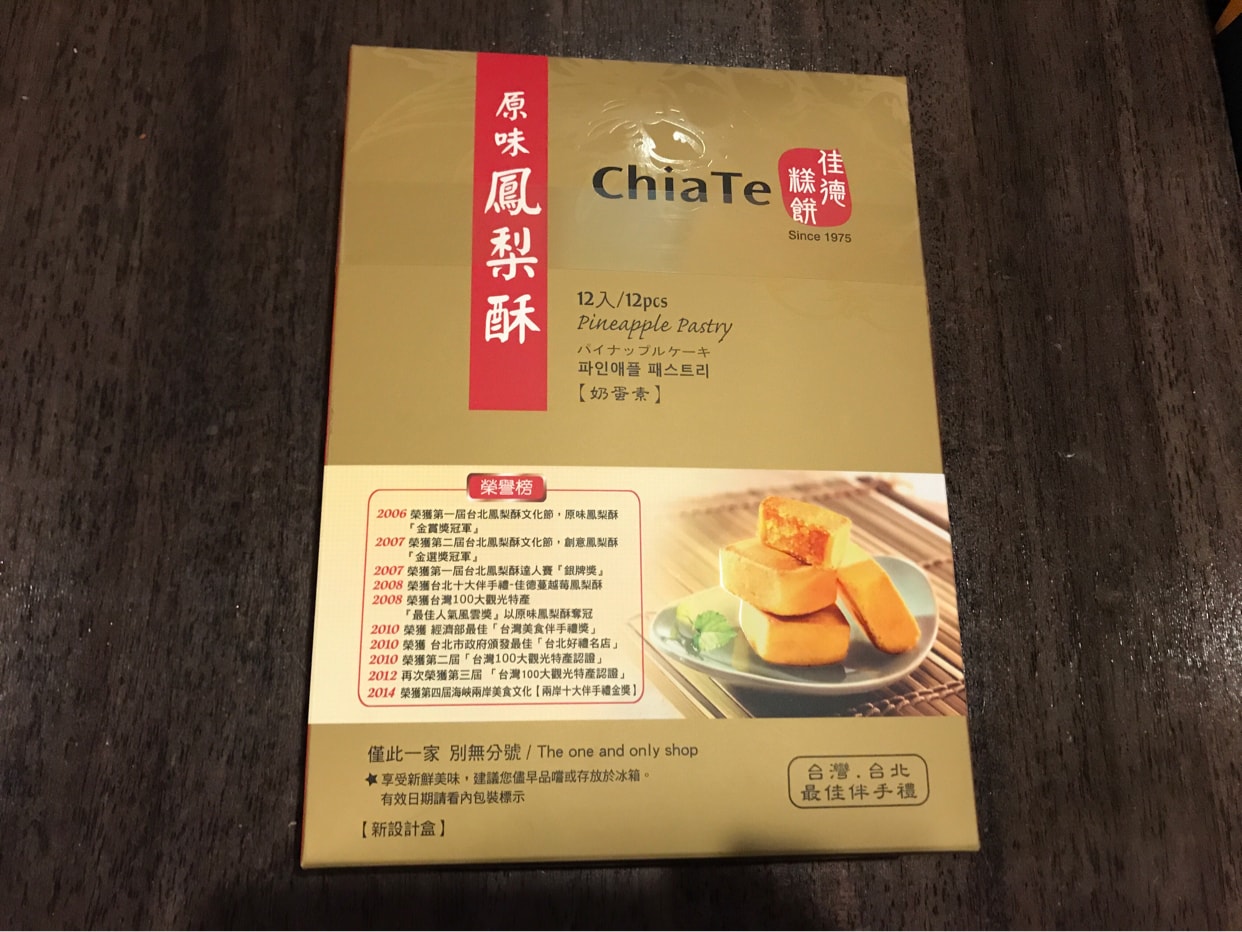 原味鳳梨酥
ChiaTe
佳德
糕餅
Since 1975
12入/12pcs
Pineapple Pastry
パイナップルケーキ
파인애플 패스트리
【奶蛋素】
榮譽榜
2006 榮獲第一屆台北鳳梨酥文化節，原味鳳梨酥
『金賞獎冠軍』
2007 榮獲第二屆台北鳳梨酥文化節，創意鳳梨酥
『金選獎冠軍』
2007 榮獲第一屆台北鳳梨酥達人賽『銀牌獎』
2008 榮獲台北十大伴手禮-佳德蔓越莓鳳梨酥
2008 榮獲台灣100大觀光特產
『最佳人氣風雲獎』以原味鳳梨酥奪冠
2010 榮獲 經濟部最佳「台灣美食伴手禮獎」
2010 榮獲 台北市政府頒發最佳「台北好禮名店」
2010 榮獲第二屆「台灣100大觀光特產認證」
2012 再次榮獲第三屆「台灣100大觀光特產認證」
2014 榮獲第四屆海峽兩岸美食文化【兩岸十大伴手禮金獎】
僅此一家 別無分號 / The one and only shop
★享受新鮮美味，建議您儘早品嚐或存放於冰箱。
有效日期請看內包裝標示
【新設計盒】
台灣.台北
最佳伴手禮